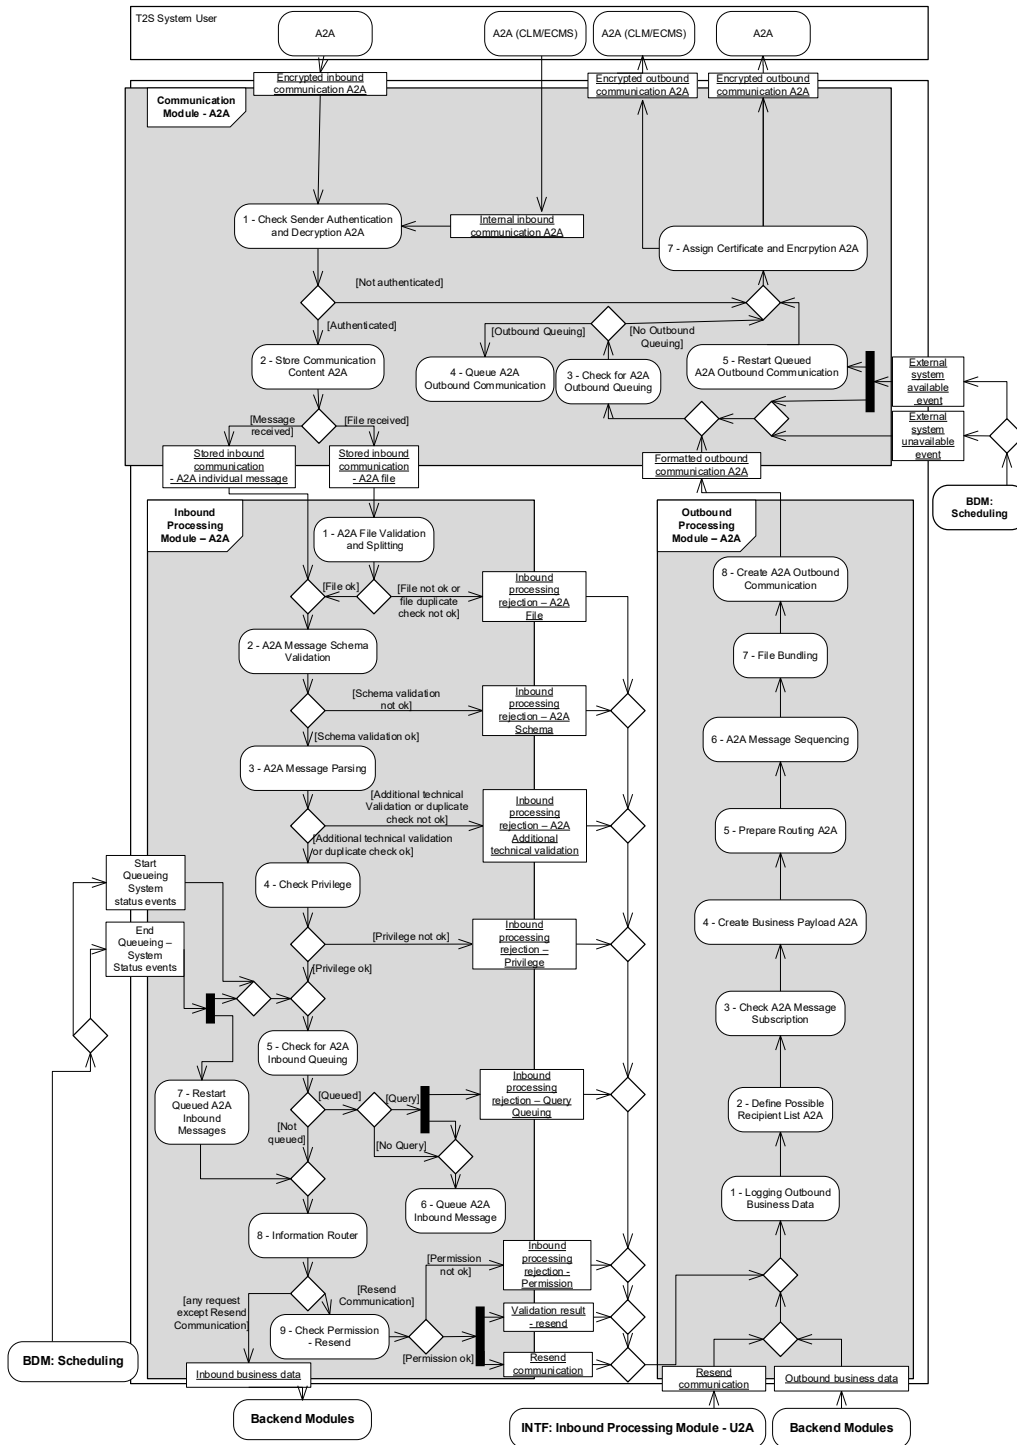 T2S System User
A2A
A2A (CLM/ECMS)
A2A (CLM/ECMS)
A2A
Encrypted inbound
communication A2A
Encrypted outbound
communication A2A
Encrypted outbound
communication A2A
Communication
Module - A2A
1 - Check Sender Authentication
and Decryption A2A
Internal inbound
communication A2A
7 - Assign Certificate and Encrpytion A2A
[Not authenticated]
[Authenticated]
[Outbound Queuing]
[No Outbound
Queuing]
2 - Store Communication
Content A2A
4 - Queue A2A
Outbound Communication
3 - Check for A2A
Outbound Queuing
5 - Restart Queued
A2A Outbound Communication
External
system
available
event
External
system
unavailable
event
[Message
received]
[File received]
Stored inbound
communication
- A2A individual message
Stored inbound
communication
- A2A file
Formatted outbound
communication A2A
BDM:
Scheduling
Inbound
Processing
Module – A2A
1 - A2A File Validation
and Splitting
Outbound
Processing
Module – A2A
[File ok]
[File not ok or
file duplicate
check not ok]
Inbound
processing
rejection – A2A
File
8 - Create A2A Outbound
Communication
2 - A2A Message Schema
Validation
7 - File Bundling
[Schema validation
not ok]
Inbound
processing
rejection – A2A
Schema
[Schema validation ok]
6 - A2A Message Sequencing
3 - A2A Message Parsing
[Additional technical
Validation or duplicate
check not ok]
Inbound
processing
rejection – A2A
Additional
technical validation
[Additional technical validation
or duplicate check ok]
5 - Prepare Routing A2A
Start
Queueing
System
status events
4 - Check Privilege
4 - Create Business Payload A2A
End
Queueing –
System
Status events
[Privilege not ok]
Inbound
processing
rejection –
Privilege
[Privilege ok]
3 - Check A2A Message
Subscription
5 - Check for A2A
Inbound Queuing
7 - Restart
Queued A2A
Inbound
Messages
[Queued]
[Query]
Inbound
processing
rejection – Query
Queuing
2 - Define Possible
Recipient List A2A
[Not
queued]
[No Query]
6 - Queue A2A
Inbound Message
1 - Logging Outbound
Business Data
8 - Information Router
[Permission
not ok]
Inbound
processing
rejection -
Permission
[any request
except Resend
Communication]
[Resend
Communication]
Validation result
- resend
9 - Check Permission
- Resend
[Permission ok]
Resend
communication
BDM: Scheduling
Inbound business data
Resend
communication
Outbound business data
Backend Modules
INTF: Inbound Processing Module - U2A
Backend Modules